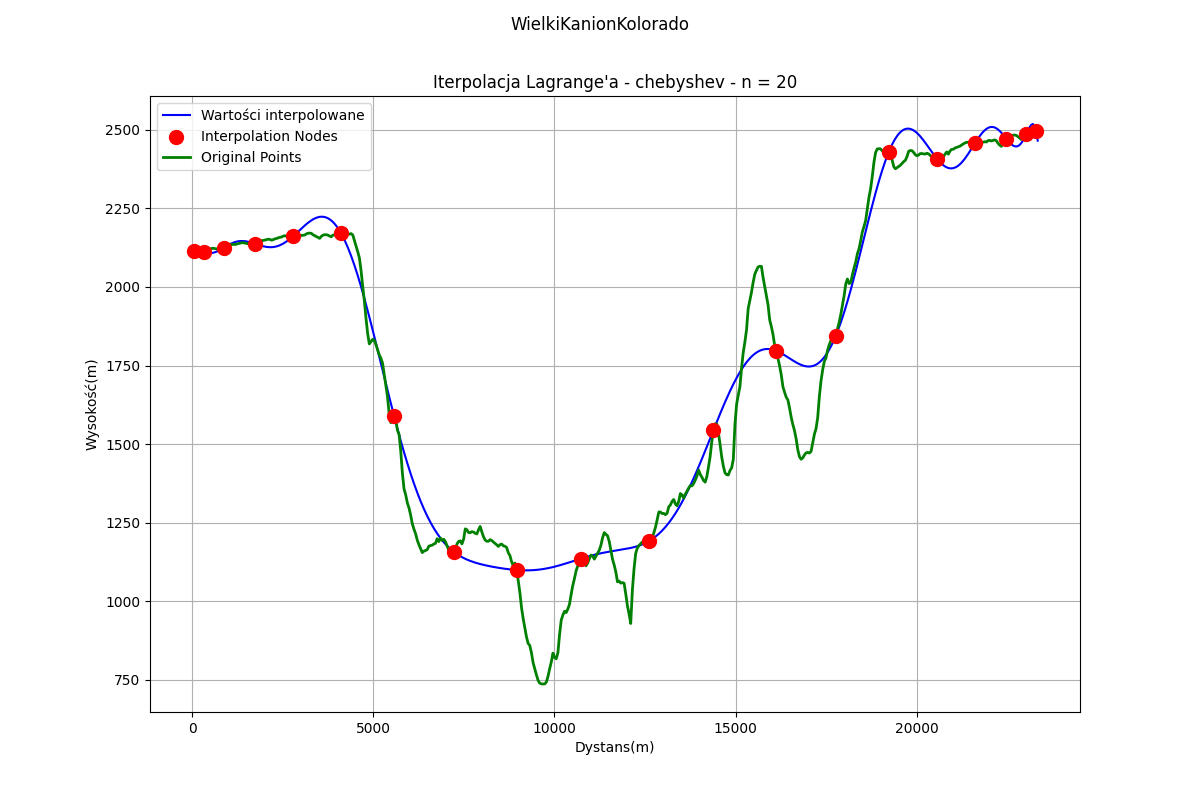 WielkiKanionKolorado
Iterpolacja Lagrange'a - chebyshev - n = 20
Wartości interpolowane
Interpolation Nodes
Original Points
2500
2250
2000
1750
1500
1250
1000
750
Wysokość(m)
0 5000 10000 15000 20000
Dystans(m)